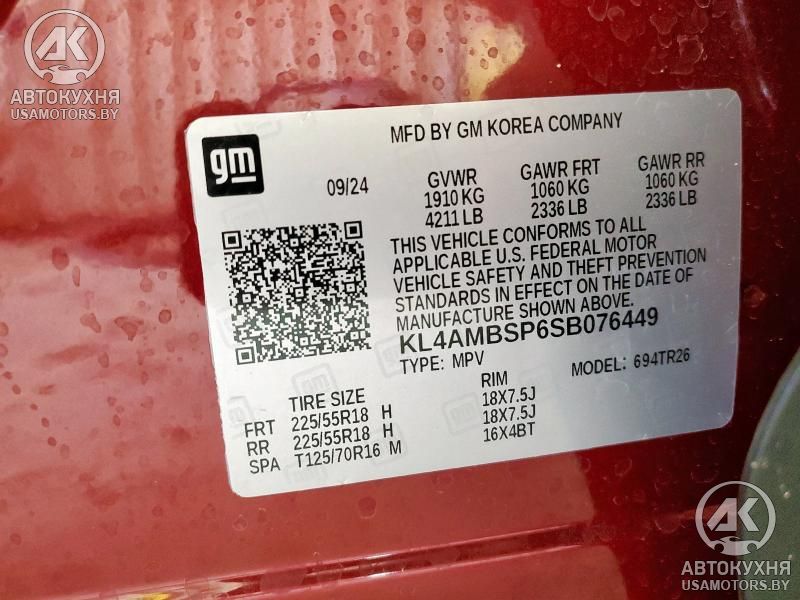 AK
АВТОКУХНЯ
USAMOTORS.BY
gm
MFD BY GM KOREA COMPANY
09/24
GVWR GAWR FRT GAWR RR
1910 KG 1060 KG 1060 KG
4211 LB 2336 LB 2336 LB
THIS VEHICLE CONFORMS TO ALL
APPLICABLE U.S. FEDERAL MOTOR
VEHICLE SAFETY AND THEFT PREVENTION
STANDARDS IN EFFECT ON THE DATE OF
MANUFACTURE SHOWN ABOVE.
KL4AMBSP6SB076449
TYPE: MPV MODEL: 694TR26
TIRE SIZE RIM
FRT 225/55R18 H 18X7.5J
RR 225/55R18 H 18X7.5J
SPA T125/70R16 M 16X4BT
AK
АВТОКУХНЯ
USAMOTORS.BY